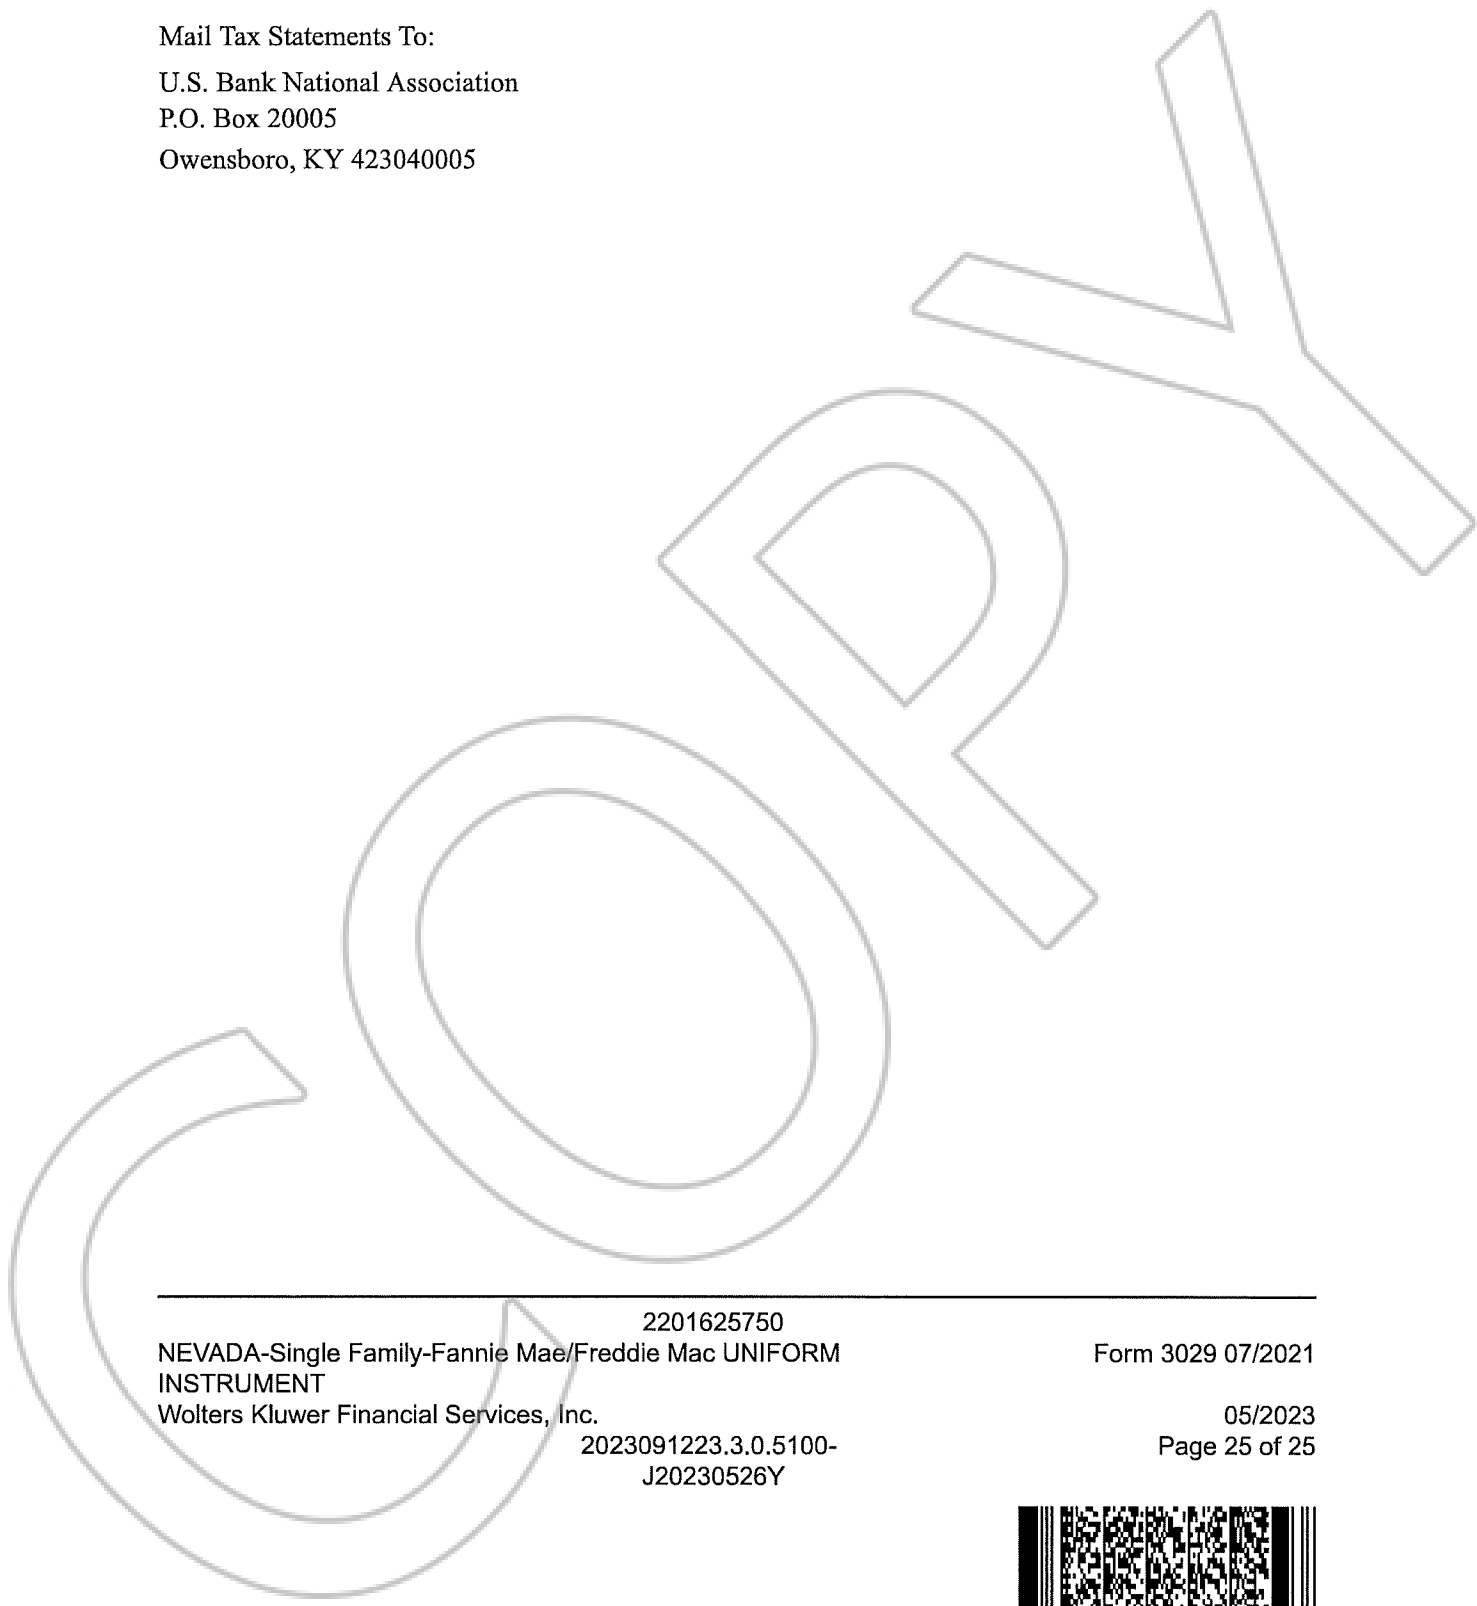 Mail Tax Statements To:
U.S. Bank National Association
P.O. Box 20005
Owensboro, KY 423040005
COPY
2201625750
NEVADA-Single Family-Fannie Mae/Freddie Mac UNIFORM
INSTRUMENT
Form 3029 07/2021
Wolters Kluwer Financial Services, Inc.
05/2023
2023091223.3.0.5100-
J20230526Y
Page 25 of 25